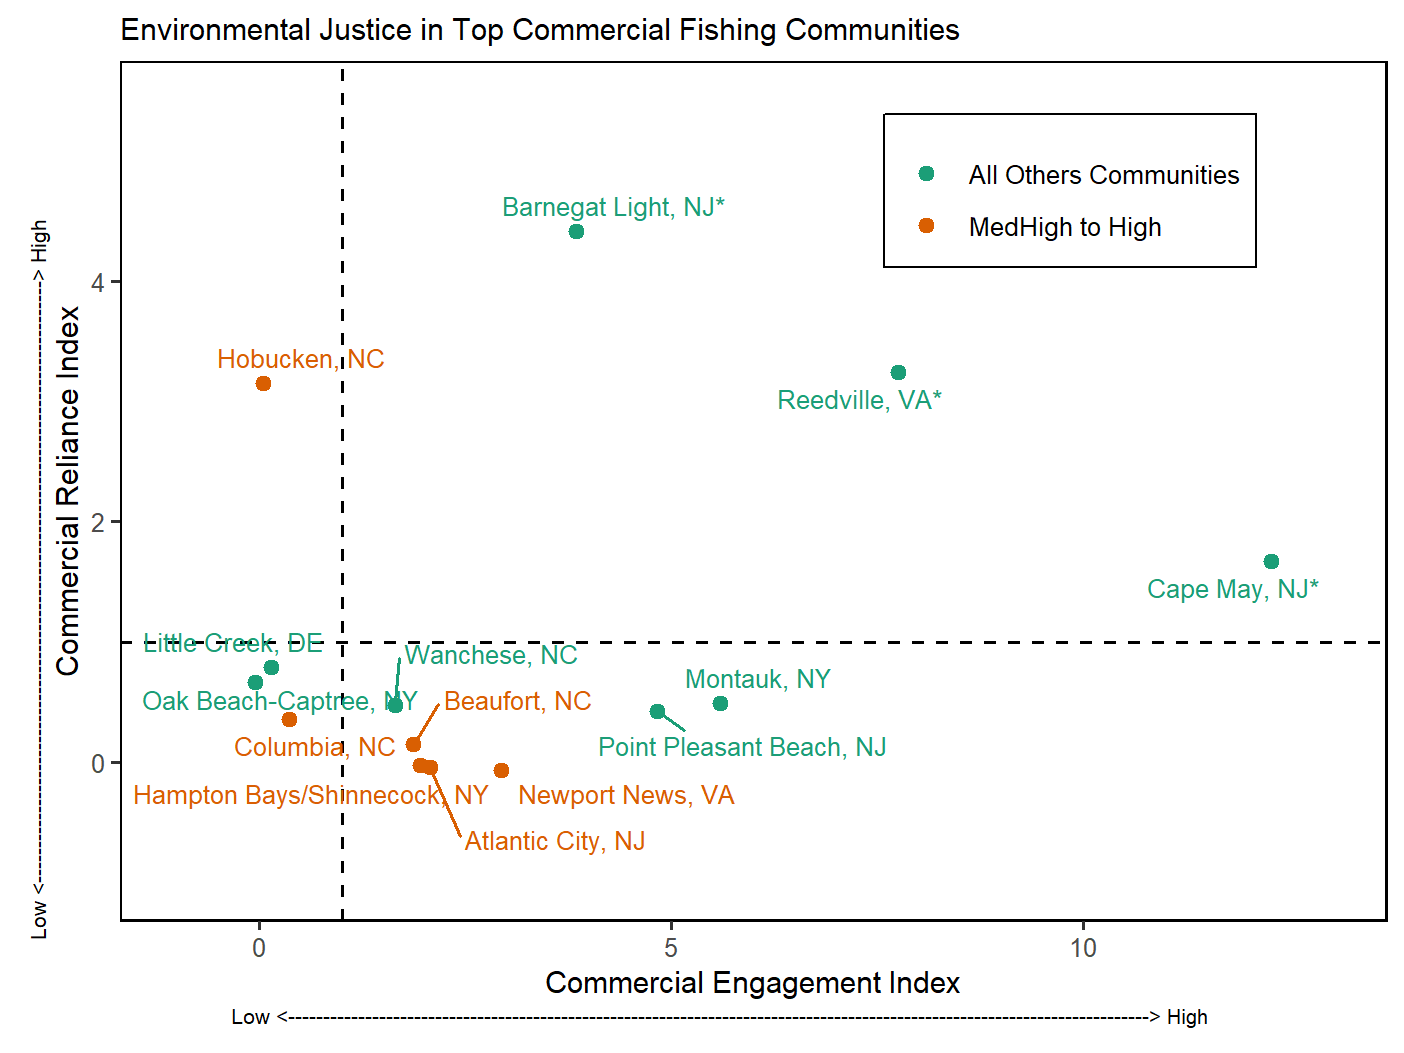 Environmental Justice in Top Commercial Fishing Communities
All Others Communities
MedHigh to High
Barnegat Light, NJ*
Hobucken, NC
Reedville, VA*
Cape May, NJ*
Little Creek, DE
Wanchese, NC
Montauk, NY
Oak Beach-Captree, NY
Beaufort, NC
Columbia, NC
Point Pleasant Beach, NJ
Hampton Bays/Shinnecock, NY
Newport News, VA
Atlantic City, NJ
4
2
0
Commercial Reliance Index
Low <----------------------------------------------------------------------------------------> High
0
5
10
Commercial Engagement Index
Low <---------------------------------------------------------------------------------------------------------------------------> High